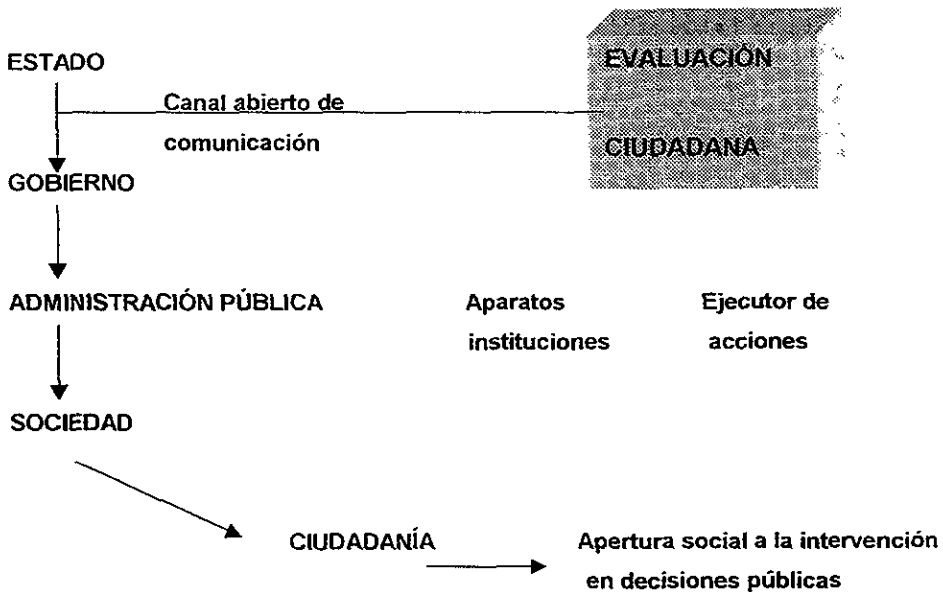 ESTADO
EVALUACIÓN
Canal abierto de
comunicación
CIUDADANA
GOBIERNO
ADMINISTRACIÓN PÚBLICA
Aparatos
instituciones
Ejecutor de
acciones
SOCIEDAD
CIUDADANÍA
Apertura social a la intervención
en decisiones públicas